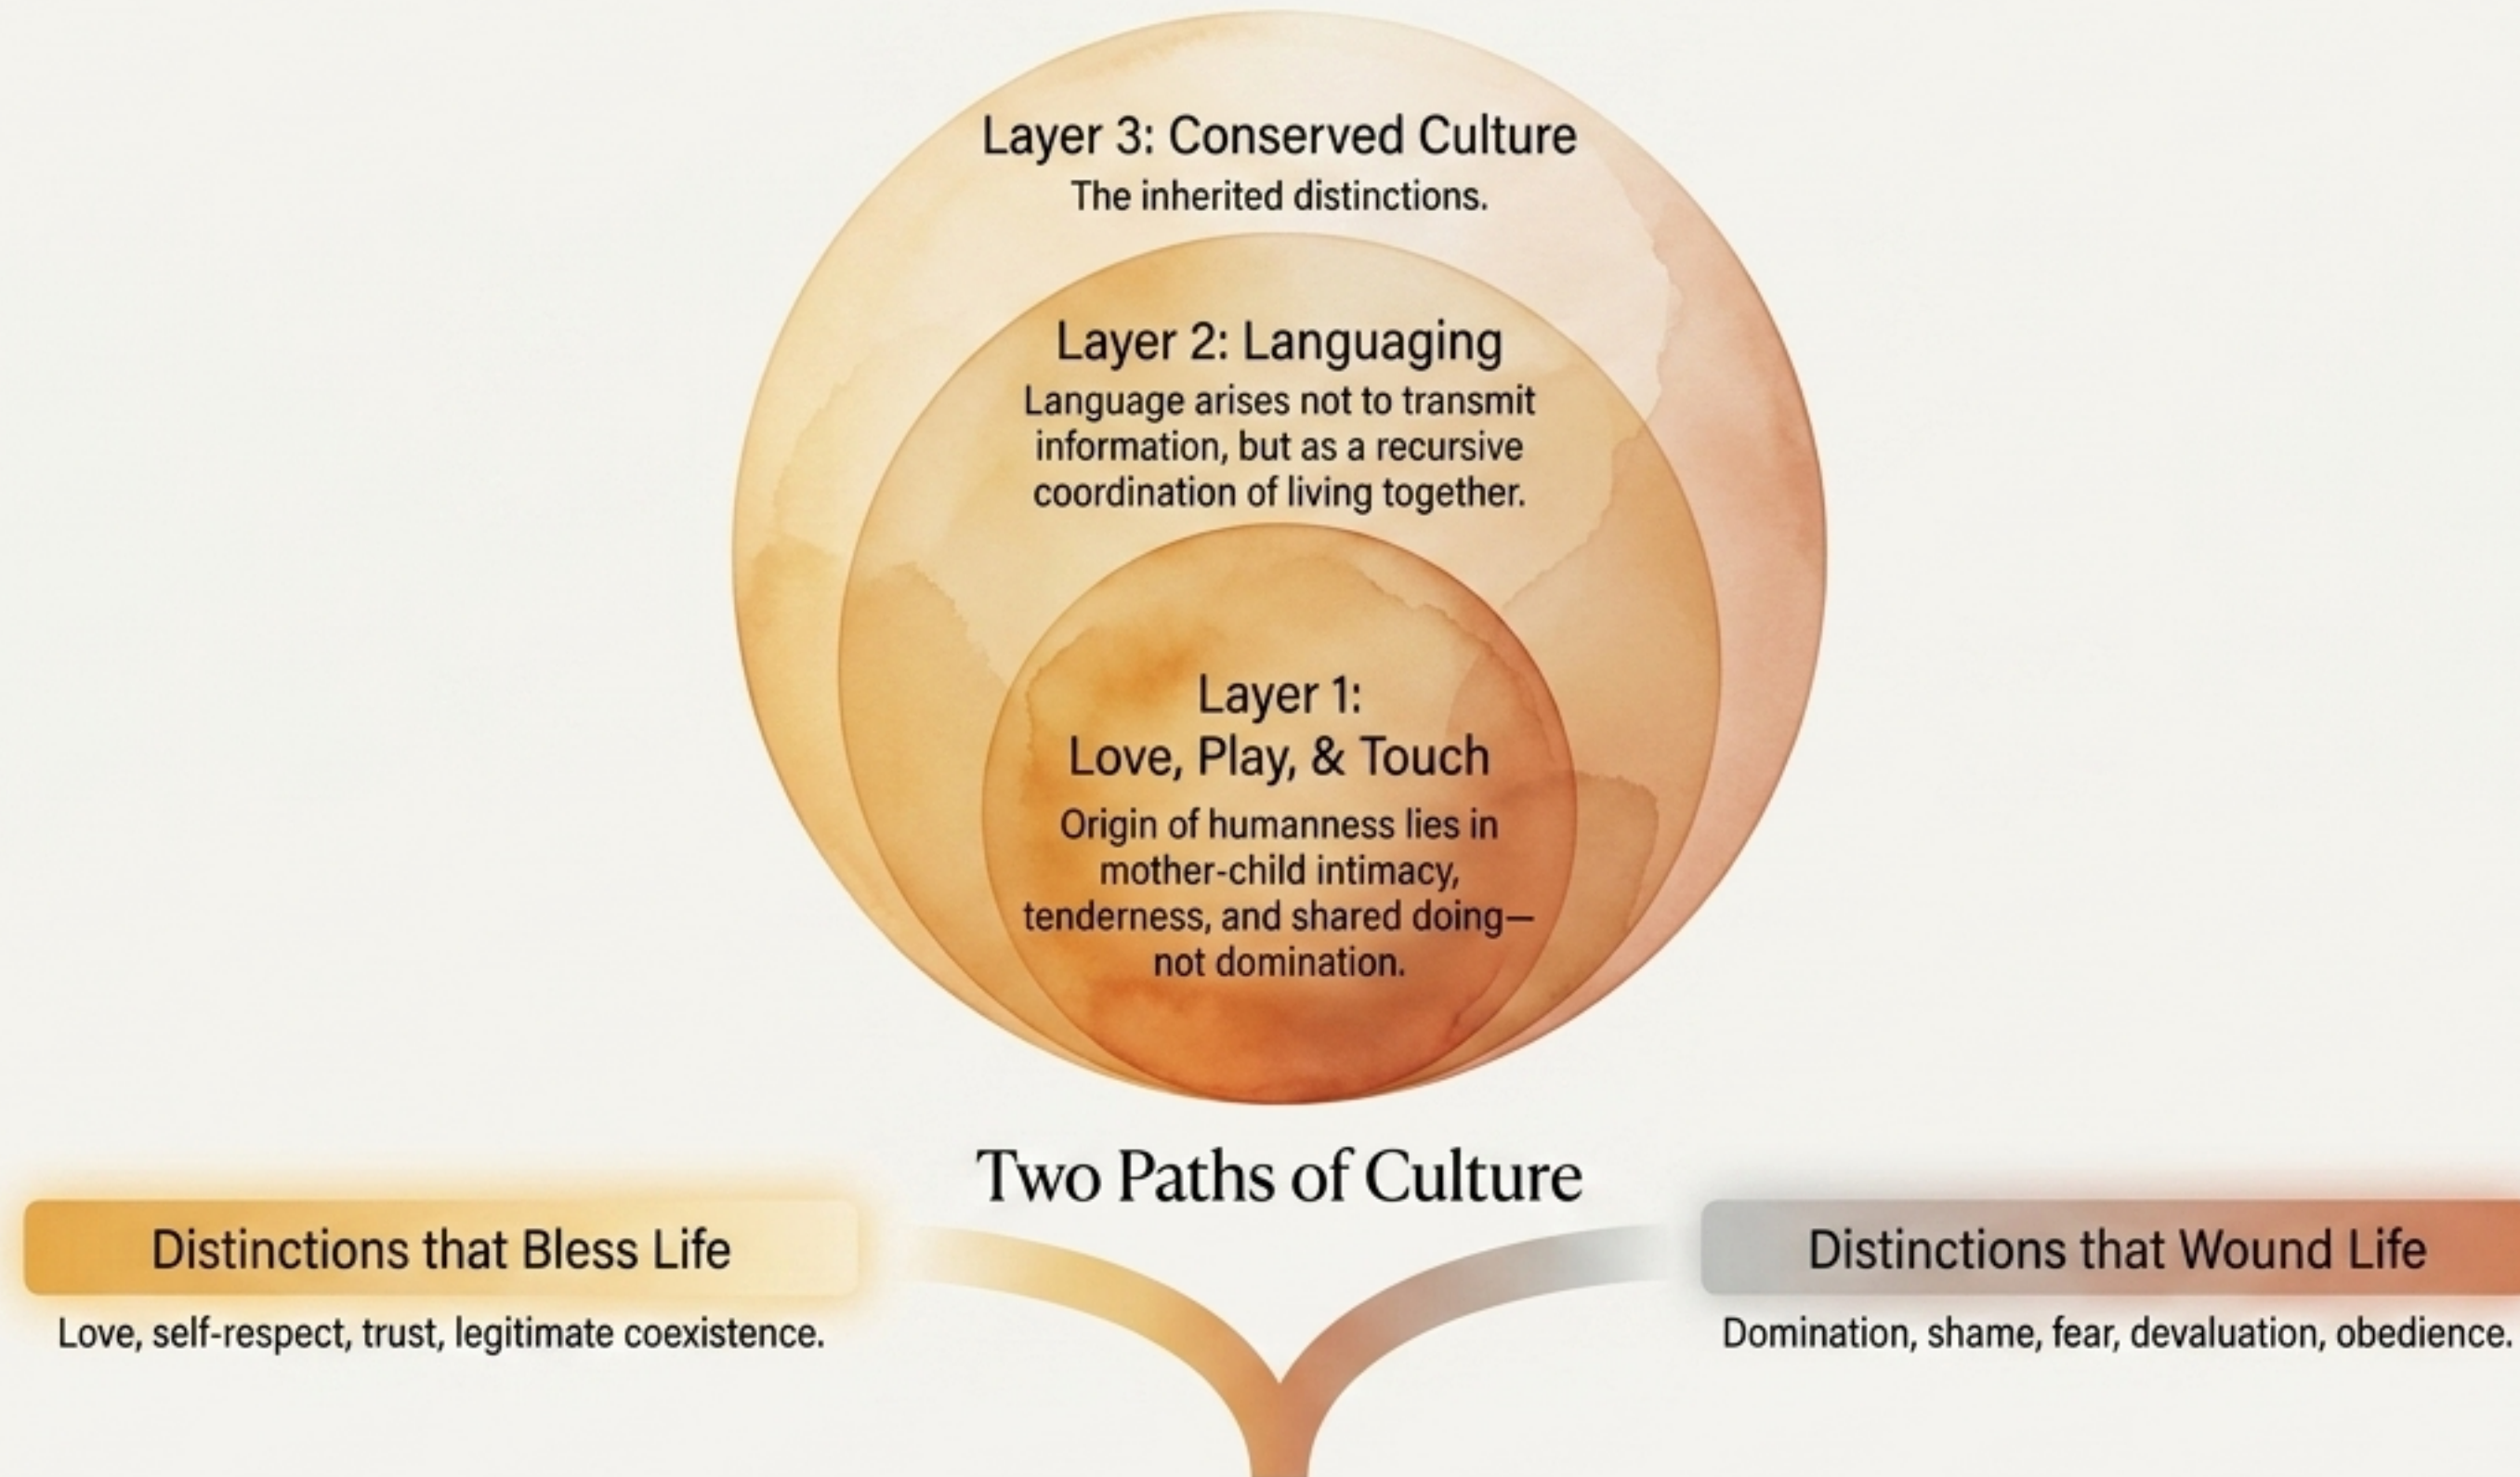 Layer 3: Conserved Culture
The inherited distinctions.
Layer 2: Languaging
Language arises not to transmit
information, but as a recursive
coordination of living together.
Layer 1:
Love, Play, & Touch
Origin of humanness lies in
mother-child intimacy,
tenderness, and shared doing—
not domination.
Two Paths of Culture
Distinctions that Bless Life
Love, self-respect, trust, legitimate coexistence.
Distinctions that Wound Life
Domination, shame, fear, devaluation, obedience.